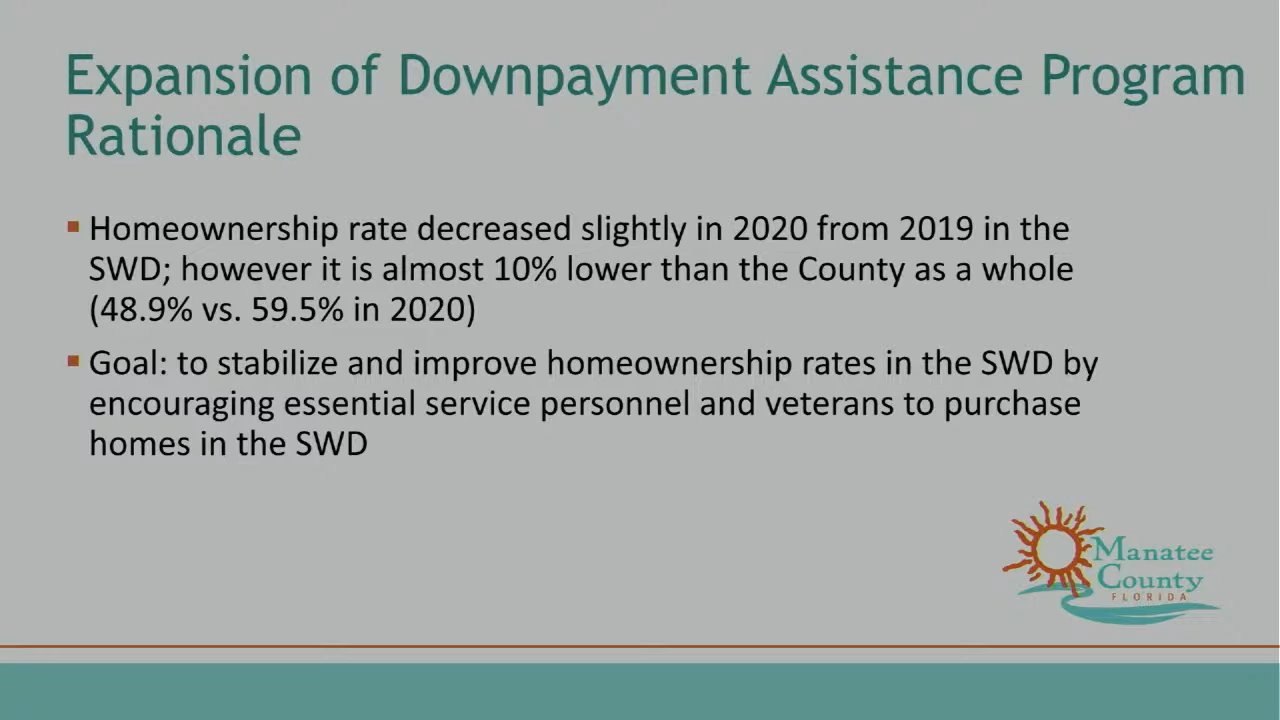 Expansion of Downpayment Assistance Program
Rationale
Homeownership rate decreased slightly in 2020 from 2019 in the
SWD; however it is almost 10% lower than the County as a whole
(48.9% vs. 59.5% in 2020)
Goal: to stabilize and improve homeownership rates in the SWD by
encouraging essential service personnel and veterans to purchase
homes in the SWD
Manatee
County
FLORIDA